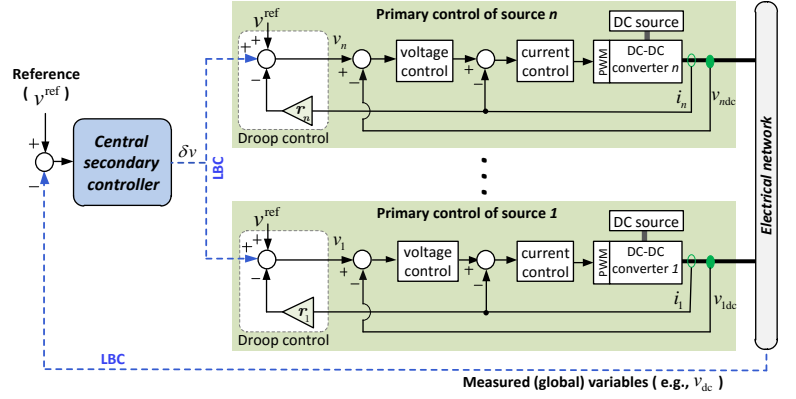 Primary control of source n
v^ref
+
+
−
v_n
+
−
voltage
control
+
−
current
control
PWM
DC source
DC-DC
converter n
i_n
v_ndc
r_n
Droop control
Reference
( v^ref )
+
−
Central
secondary
controller
δv
LBC
Electrical network
Primary control of source 1
v^ref
+
+
−
v_1
+
−
voltage
control
+
−
current
control
PWM
DC source
DC-DC
converter 1
i_1
v_1dc
r_1
Droop control
LBC
Measured (global) variables ( e.g., v_dc )